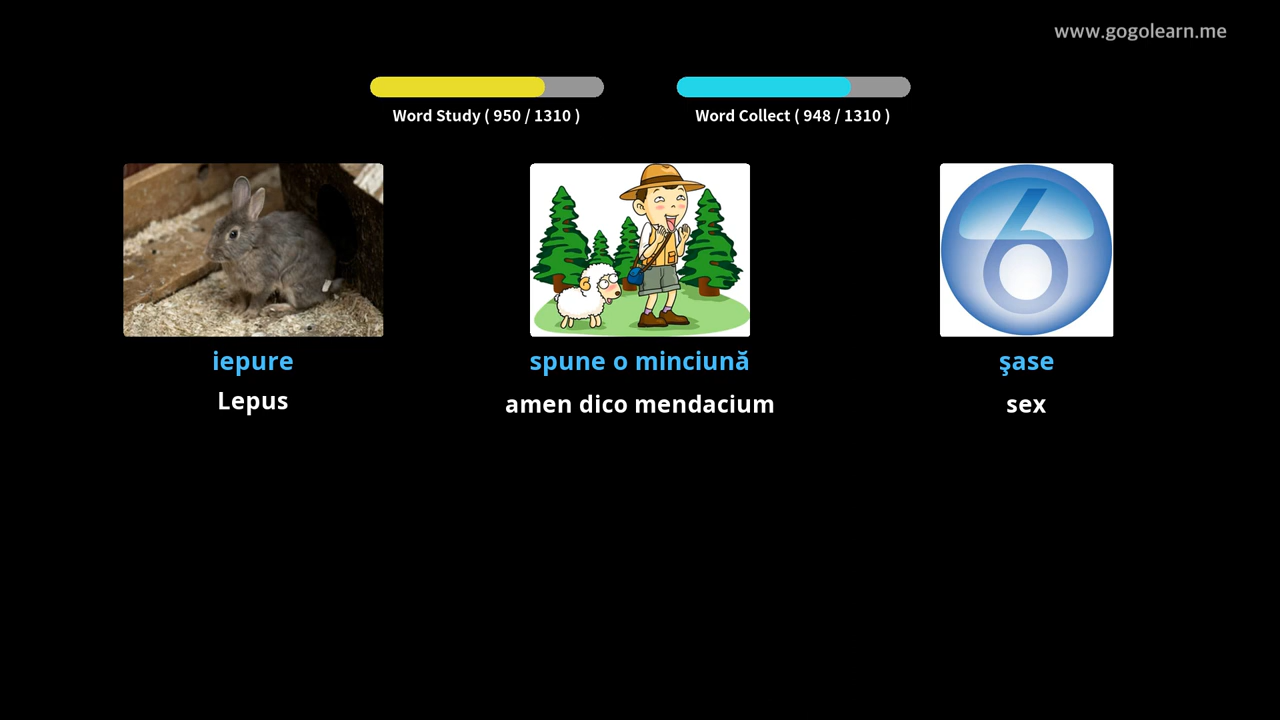 www.gogolearn.me
Word Study ( 950 / 1310 )
Word Collect ( 948 / 1310 )
6
iepure
spune o minciună
şase
Lepus
amen dico mendacium
sex